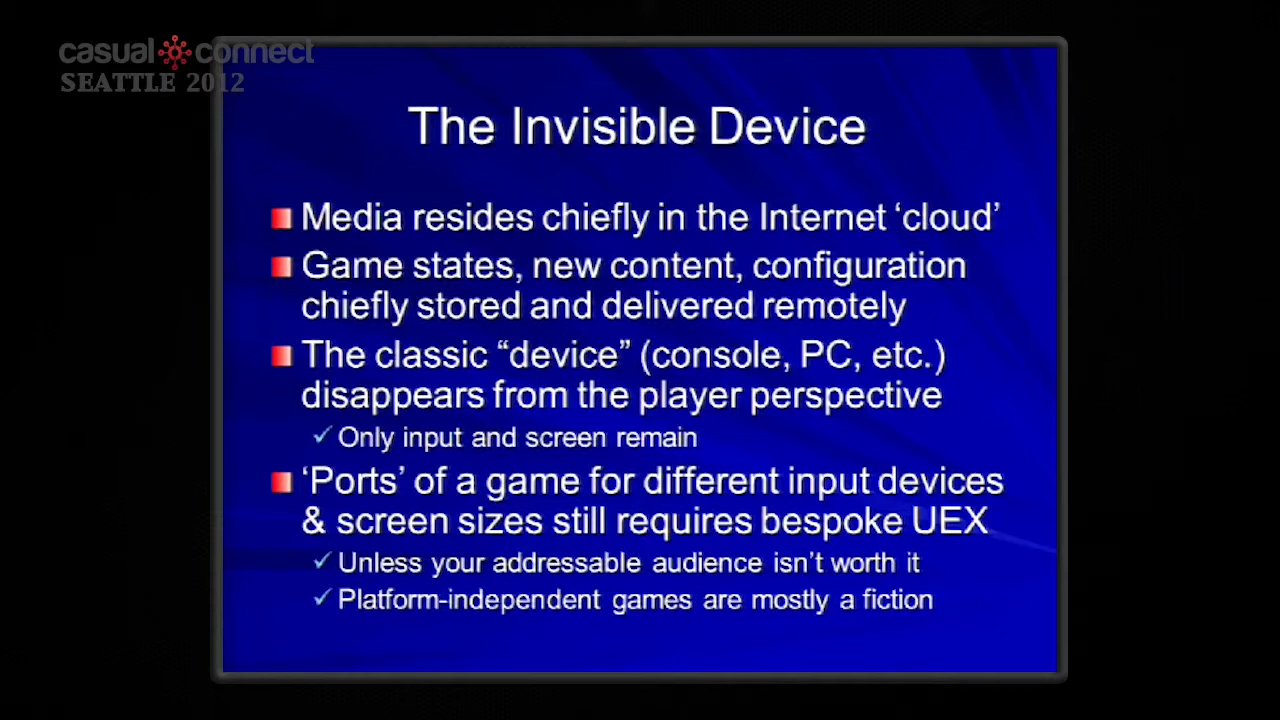 casual connect
SEATTLE 2012
The Invisible Device
Media resides chiefly in the Internet ‘cloud’
Game states, new content, configuration
chiefly stored and delivered remotely
The classic “device” (console, PC, etc.)
disappears from the player perspective
Only input and screen remain
‘Ports’ of a game for different input devices
& screen sizes still requires bespoke UEX
Unless your addressable audience isn’t worth it
Platform-independent games are mostly a fiction